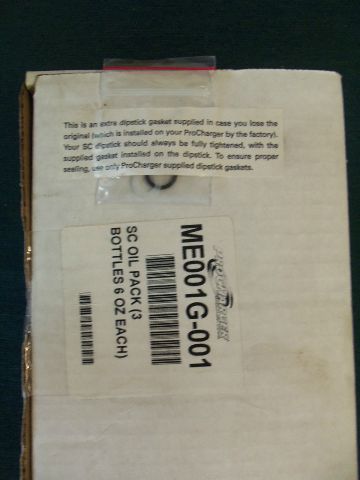 This is an extra dipstick gasket supplied in case you lose the
original (which is installed on your ProCharger by the factory).
Your SC dipstick should always be fully tightened, with the
supplied gasket installed on the dipstick. To ensure proper
sealing, use only ProCharger supplied dipstick gaskets.
PROCHARGER
ME001G-001
SC OIL PACK (3
BOTTLES 6 OZ EACH)